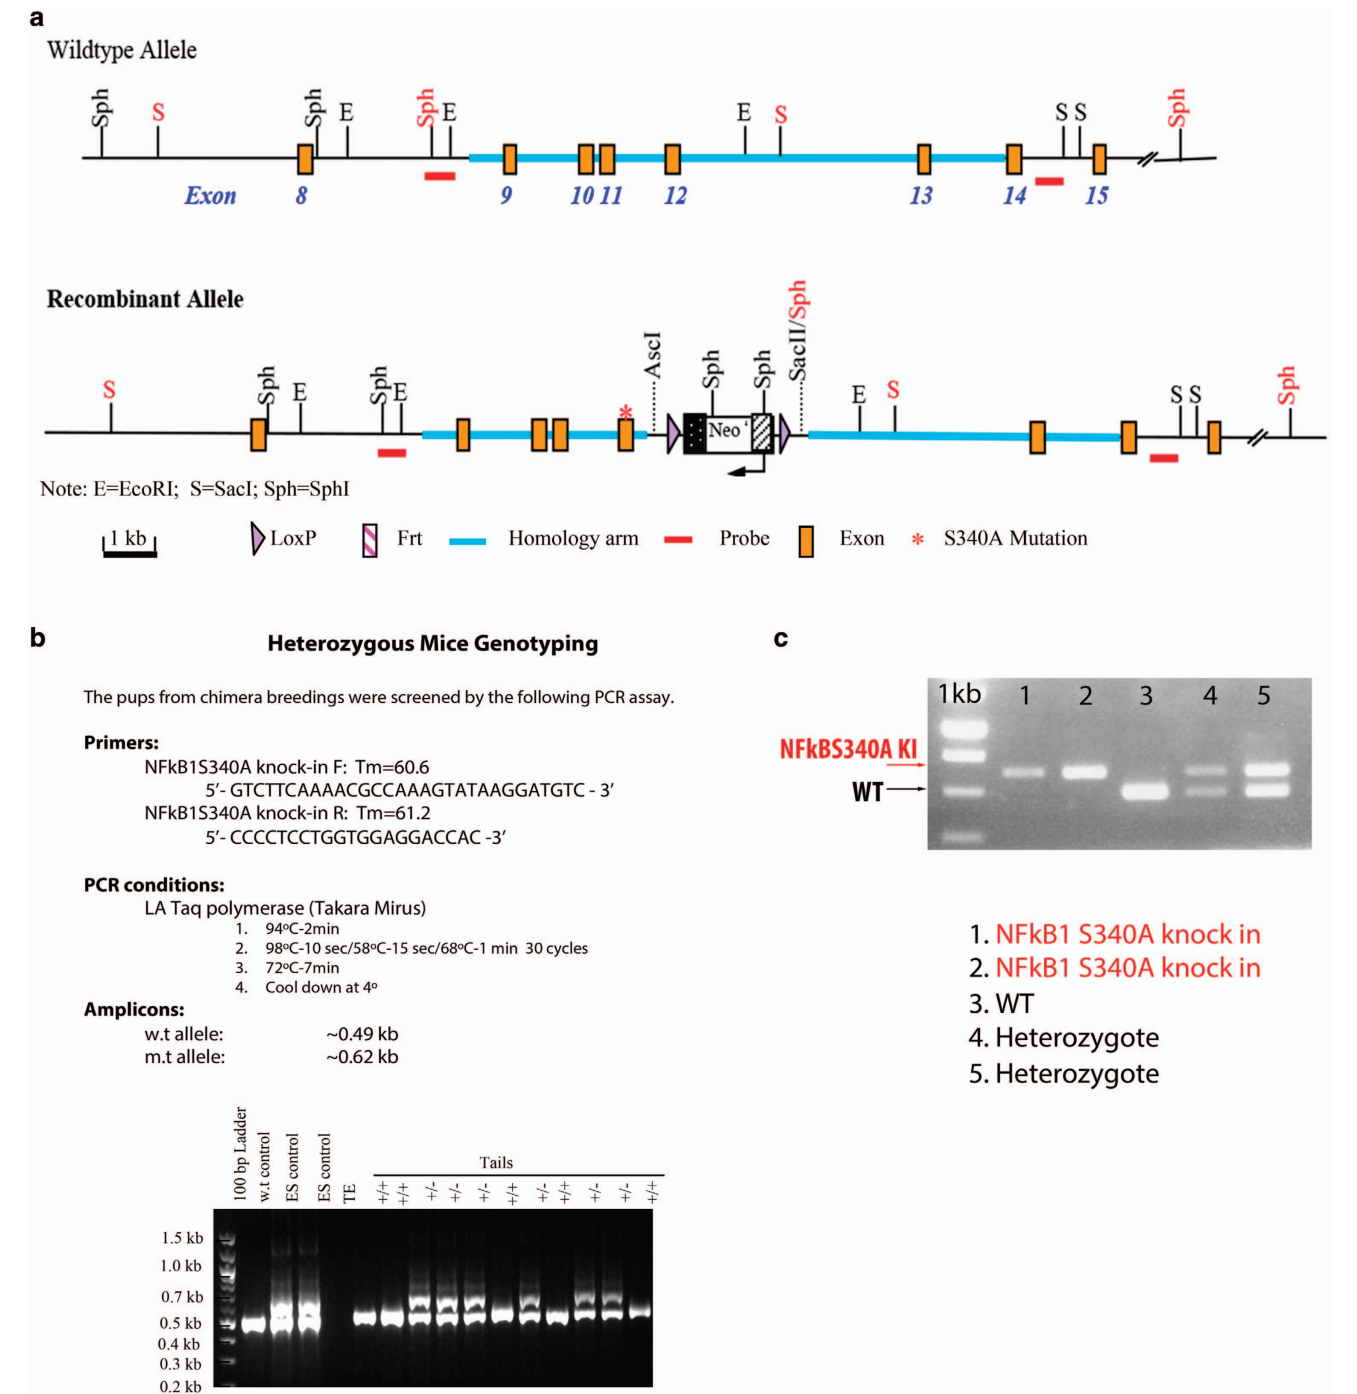 a
Wildtype Allele
Sph S Sph E Sph E E S S S Sph
Exon 8 9 10 11 12 13 14 15
Recombinant Allele
S Sph E Sph E * AscI Sph Sph SacII/Sph E S S S Sph
Neo
Note: E=EcoRI; S=SacI; Sph=SphI
1 kb LoxP Frt Homology arm Probe Exon * S340A Mutation
b
Heterozygous Mice Genotyping
The pups from chimera breedings were screened by the following PCR assay.
Primers:
NFkB1S340A knock-in F: Tm=60.6
5′- GTCTTCAAAACGCCAAAGTATAAGGATGTC - 3′
NFkB1S340A knock-in R: Tm=61.2
5′- CCCCTCCTGGTGGAGGACCAC -3′
PCR conditions:
LA Taq polymerase (Takara Mirus)
1. 94ºC-2min
2. 98ºC-10 sec/58ºC-15 sec/68ºC-1 min 30 cycles
3. 72ºC-7min
4. Cool down at 4º
Amplicons:
w.t allele: ~0.49 kb
m.t allele: ~0.62 kb
100 bp Ladder
w.t control
ES control
ES control
TE
Tails
+/+ +/+ +/- +/- +/- +/+ +/- +/+ +/- +/- +/+
1.5 kb
1.0 kb
0.7 kb
0.5 kb
0.4 kb
0.3 kb
0.2 kb
c
1kb 1 2 3 4 5
NFkBS340A KI
WT
1. NFkB1 S340A knock in
2. NFkB1 S340A knock in
3. WT
4. Heterozygote
5. Heterozygote